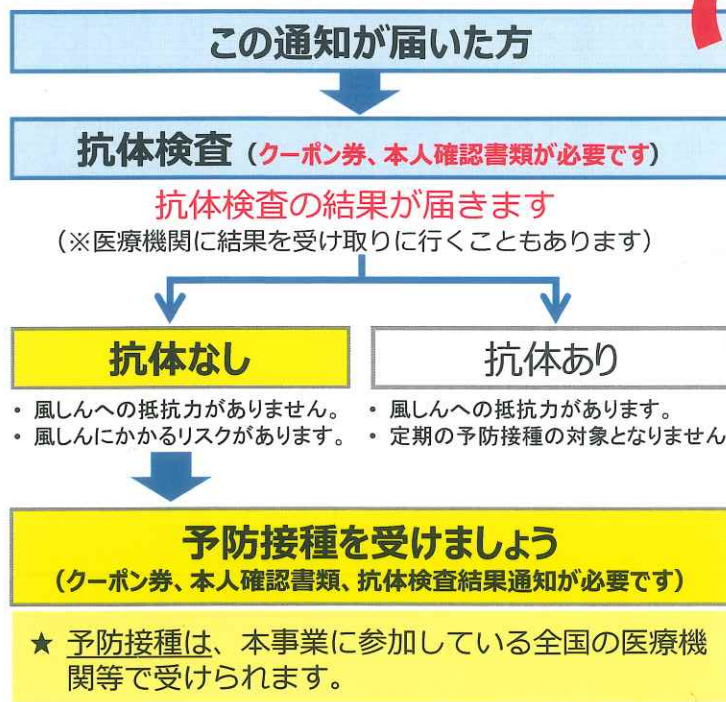 この通知が届いた方
抗体検査（クーポン券、本人確認書類が必要です）
抗体検査の結果が届きます
（※医療機関に結果を受け取りに行くこともあります）
抗体なし
抗体あり
・ 風しんへの抵抗力がありません。
・ 風しんにかかるリスクがあります。
・ 風しんへの抵抗力があります。
・ 定期の予防接種の対象となりません
予防接種を受けましょう
（クーポン券、本人確認書類、抗体検査結果通知が必要です）
★ 予防接種は、本事業に参加している全国の医療機
関等で受けられます。